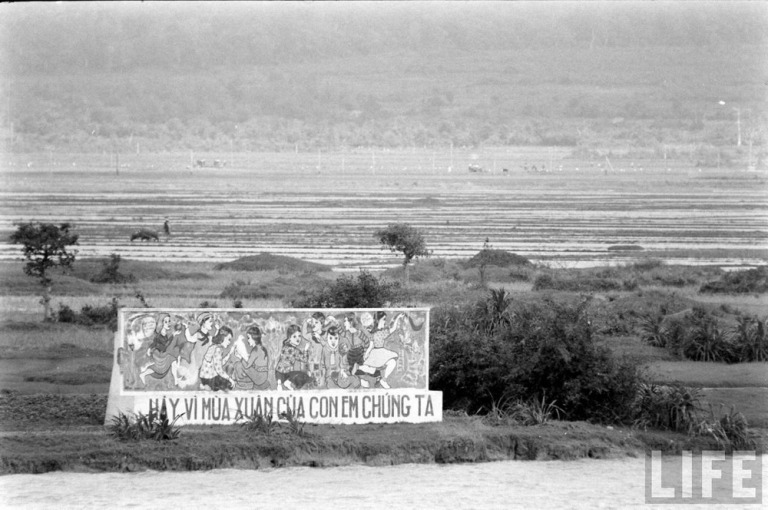 HÃY VÌ MÙA XUÂN CỦA CON EM CHÚNG TA
LIFE